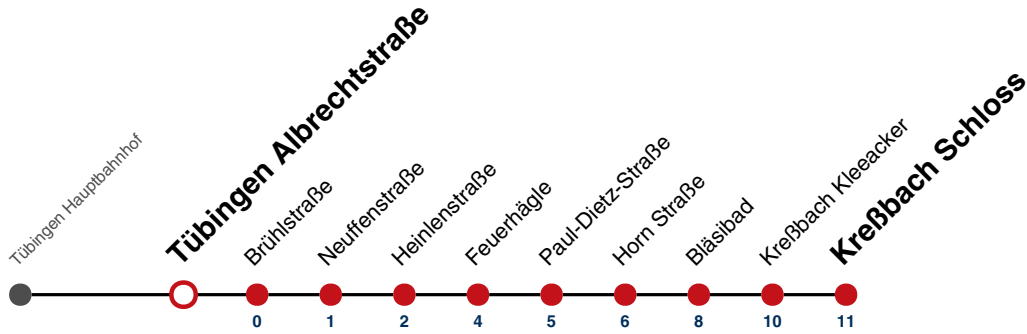 Tübingen Hauptbahnhof
Tübingen Albrechtstraße
Brühlstraße
Neuffenstraße
Heinlenstraße
Feuerhägle
Paul-Dietz-Straße
Horn Straße
Bläsibad
Kreßbach Kleeacker
Kreßbach Schloss
0 1 2 4 5 6 8 10 11